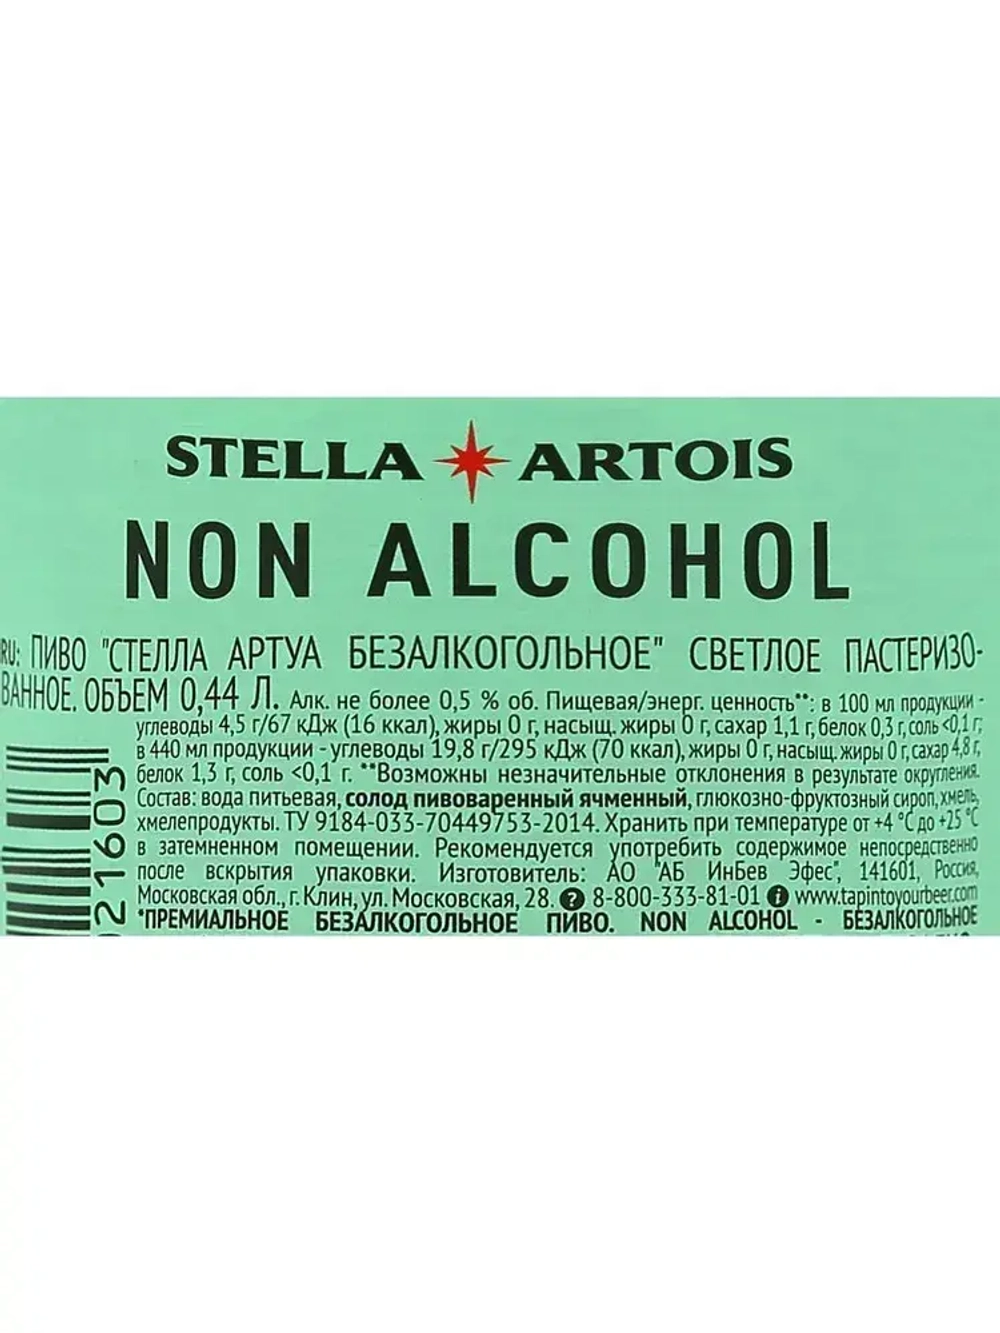 STELLA ARTOIS
NON ALCOHOL
RU: ПИВО "СТЕЛЛА АРТУА БЕЗАЛКОГОЛЬНОЕ" СВЕТЛОЕ ПАСТЕРИЗО-
ВАННОЕ. ОБЪЕМ 0,44 Л. Алк. не более 0,5 % об. Пищевая/энерг. ценность**: в 100 мл продукции -
углеводы 4,5 г/67 кДж (16 ккал), жиры 0 г, насыщ. жиры 0 г, сахар 1,1 г, белок 0,3 г, соль <0,1 г;
в 440 мл продукции - углеводы 19,8 г/295 кДж (70 ккал), жиры 0 г, насыщ. жиры 0 г, сахар 4,8 г,
белок 1,3 г, соль <0,1 г. **Возможны незначительные отклонения в результате округления.
Состав: вода питьевая, солод пивоваренный ячменный, глюкозно-фруктозный сироп, хмель,
хмелепродукты. ТУ 9184-033-70449753-2014. Хранить при температуре от +4 °С до +25 °С
в затемненном помещении. Рекомендуется употребить содержимое непосредственно
после вскрытия упаковки. Изготовитель: АО "АБ ИнБев Эфес", 141601, Россия,
Московская обл., г. Клин, ул. Московская, 28. ? 8-800-333-81-01 i www.tapintoyourbeer.com
*ПРЕМИАЛЬНОЕ БЕЗАЛКОГОЛЬНОЕ ПИВО. NON ALCOHOL - БЕЗАЛКОГОЛЬНОЕ
021603